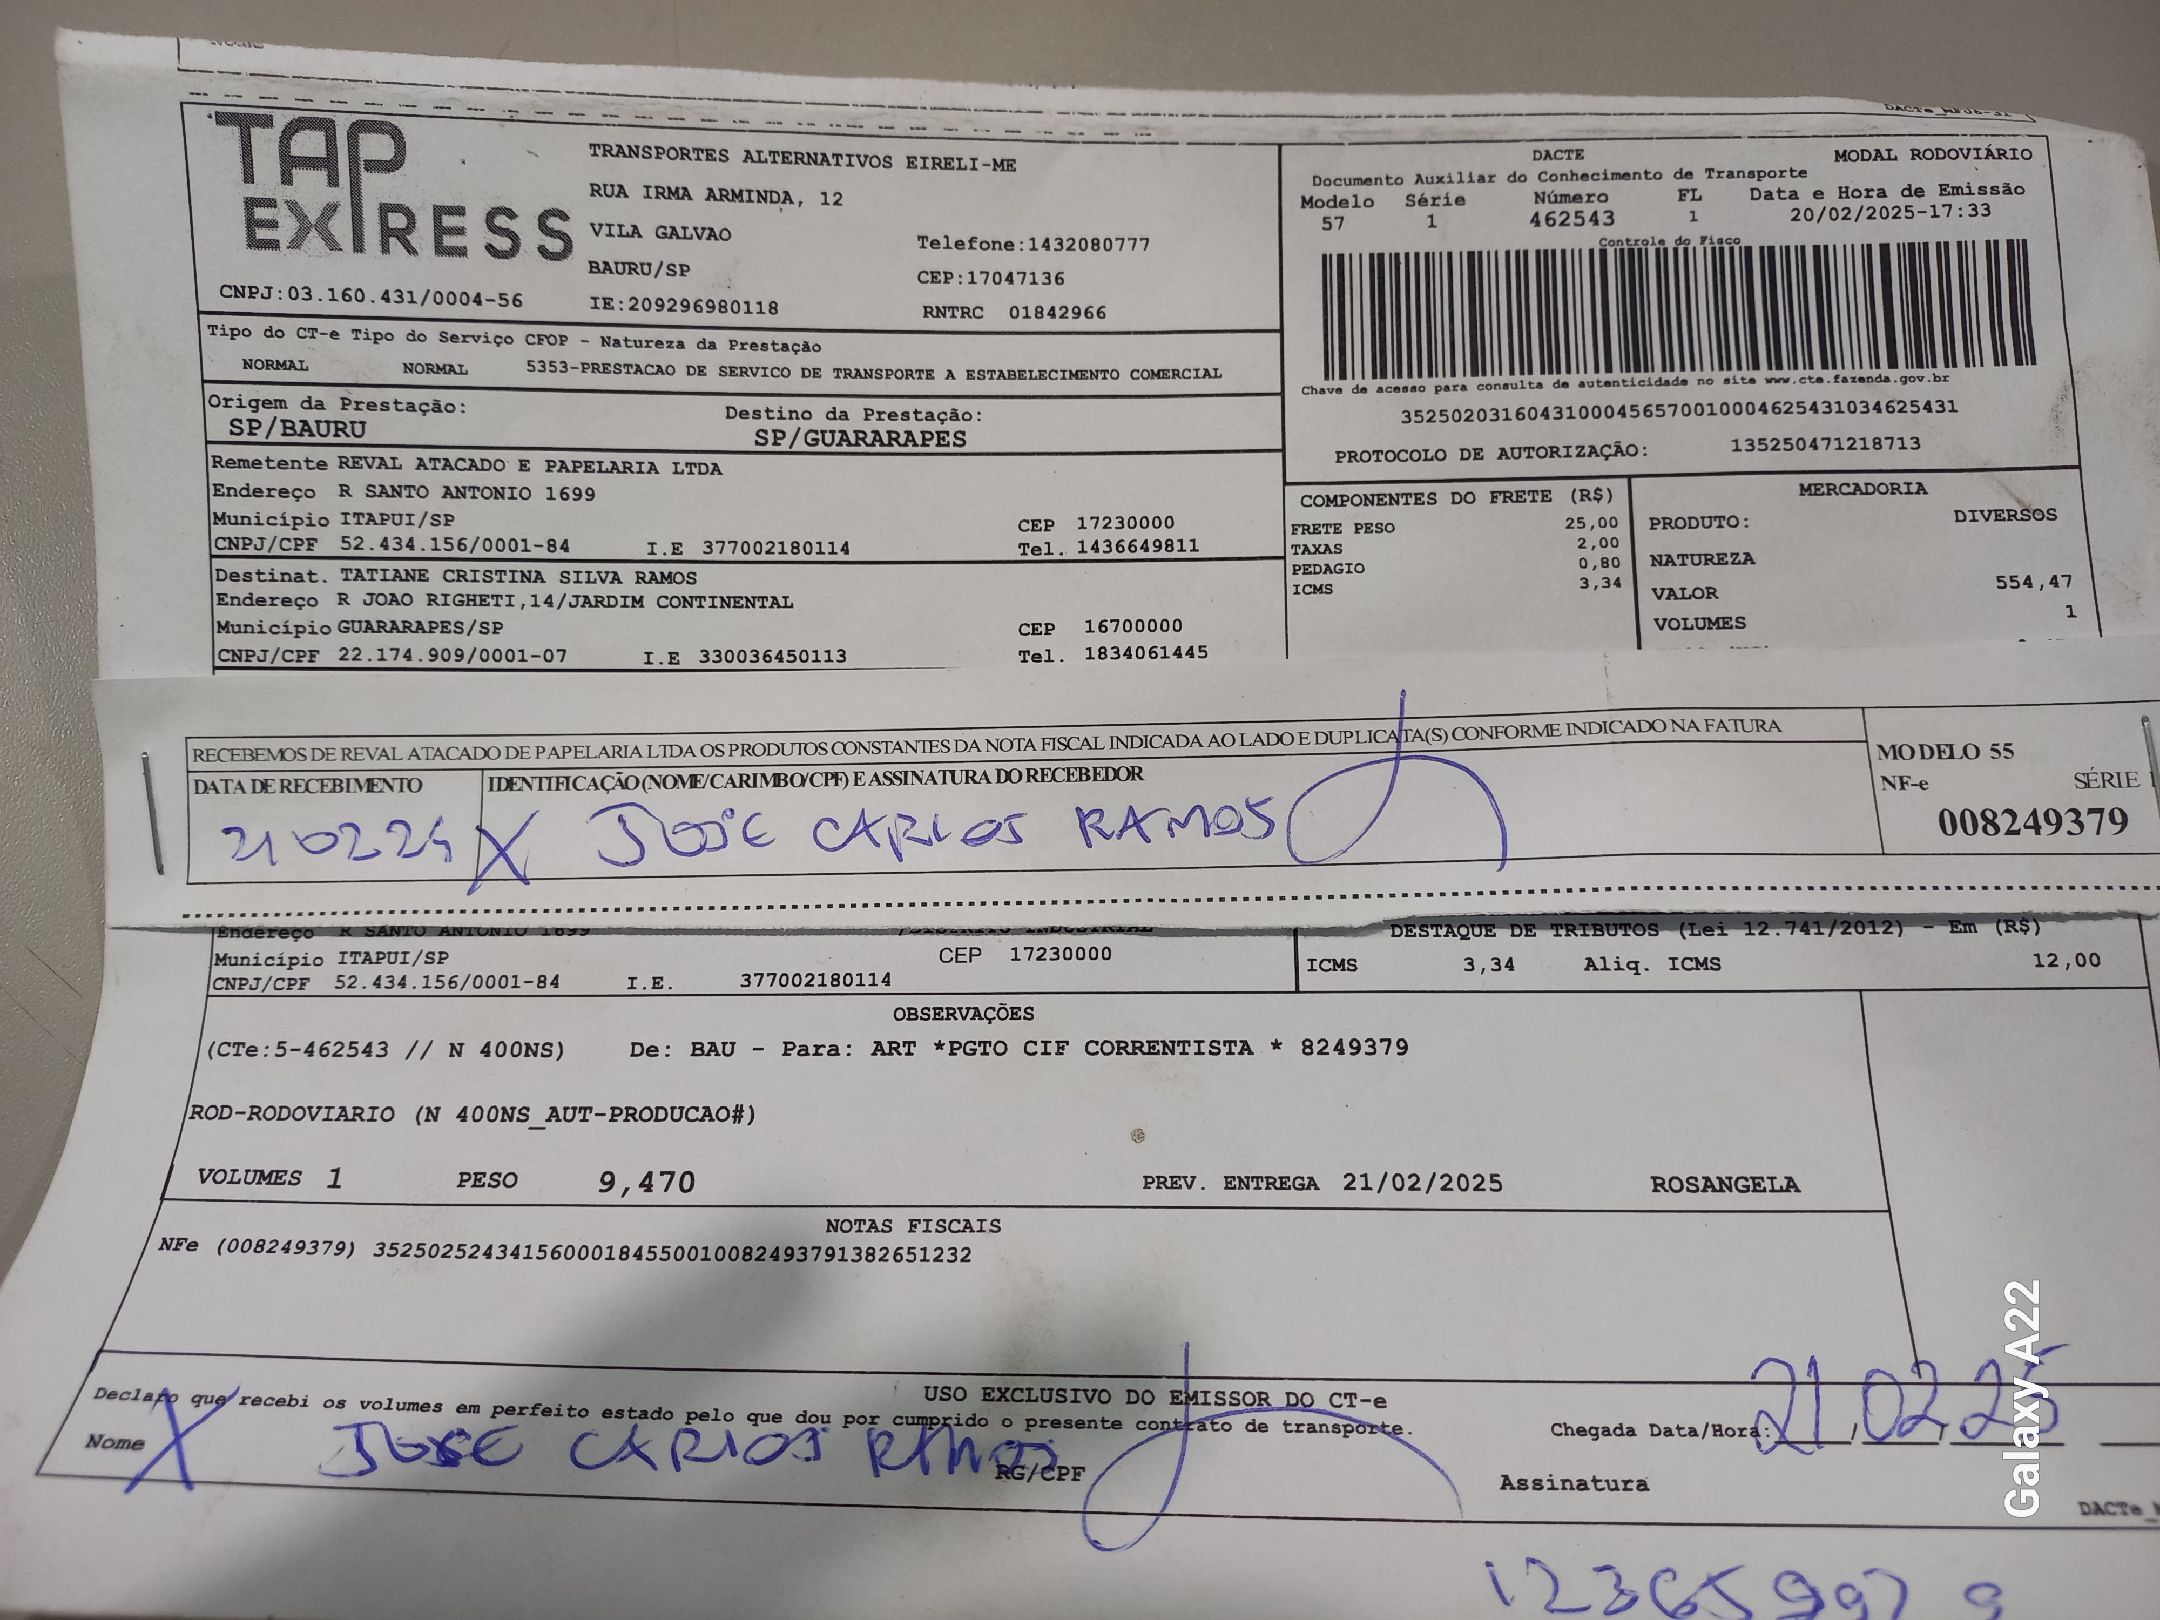 TAP EXPRESS
TRANSPORTES ALTERNATIVOS EIRELI-ME
RUA IRMA ARMINDA, 12
VILA GALVAO Telefone:1432080777
BAURU/SP CEP:17047136
CNPJ:03.160.431/0004-56 IE:209296980118 RNTRC 01842966
DACTE MODAL RODOVIÁRIO
Documento Auxiliar do Conhecimento de Transporte
Modelo Série Número FL Data e Hora de Emissão
57 1 462543 1 20/02/2025-17:33
Controle do Fisco
Chave de acesso para consulta de autenticidade no site www.cte.fazenda.gov.br
35250203160431000456570010004625431034625431
PROTOCOLO DE AUTORIZAÇÃO: 135250471218713
Tipo do CT-e Tipo do Serviço CFOP - Natureza da Prestação
NORMAL NORMAL 5353-PRESTACAO DE SERVICO DE TRANSPORTE A ESTABELECIMENTO COMERCIAL
Origem da Prestação: Destino da Prestação:
SP/BAURU SP/GUARARAPES
Remetente REVAL ATACADO E PAPELARIA LTDA
Endereço R SANTO ANTONIO 1699
Município ITAPUI/SP CEP 17230000
CNPJ/CPF 52.434.156/0001-84 I.E 377002180114 Tel. 1436649811
Destinat. TATIANE CRISTINA SILVA RAMOS
Endereço R JOAO RIGHETI,14/JARDIM CONTINENTAL
Município GUARARAPES/SP CEP 16700000
CNPJ/CPF 22.174.909/0001-07 I.E 330036450113 Tel. 1834061445
COMPONENTES DO FRETE (R$)
FRETE PESO 25,00
TAXAS 2,00
PEDAGIO 0,80
ICMS 3,34
MERCADORIA
PRODUTO: DIVERSOS
NATUREZA
VALOR 554,47
VOLUMES 1
RECEBEMOS DE REVAL ATACADO DE PAPELARIA LTDA OS PRODUTOS CONSTANTES DA NOTA FISCAL INDICADA AO LADO E DUPLICATA(S) CONFORME INDICADO NA FATURA
DATA DE RECEBIMENTO IDENTIFICAÇÃO (NOME/CARIMBO/CPF) E ASSINATURA DO RECEBEDOR
210225 X JOSE CARLOS RAMOS
MODELO 55
NF-e SÉRIE 1
008249379
Endereço R SANTO ANTONIO 1699
Município ITAPUI/SP CEP 17230000
CNPJ/CPF 52.434.156/0001-84 I.E. 377002180114
DESTAQUE DE TRIBUTOS (Lei 12.741/2012) - Em (R$)
ICMS 3,34 Aliq. ICMS 12,00
OBSERVAÇÕES
(CTe:5-462543 // N 400NS) De: BAU - Para: ART *PGTO CIF CORRENTISTA * 8249379
ROD-RODOVIARIO (N 400NS_AUT-PRODUCAO#)
VOLUMES 1 PESO 9,470 PREV. ENTREGA 21/02/2025 ROSANGELA
NOTAS FISCAIS
NFe (008249379) 35250252434156000184550010082493791382651232
USO EXCLUSIVO DO EMISSOR DO CT-e
Declaro que recebi os volumes em perfeito estado pelo que dou por cumprido o presente contrato de transporte.
Nome X JOSE CARLOS RAMOS RG/CPF
Chegada Data/Hora: 21/02/25
Assinatura
DACTe
Galaxy A22